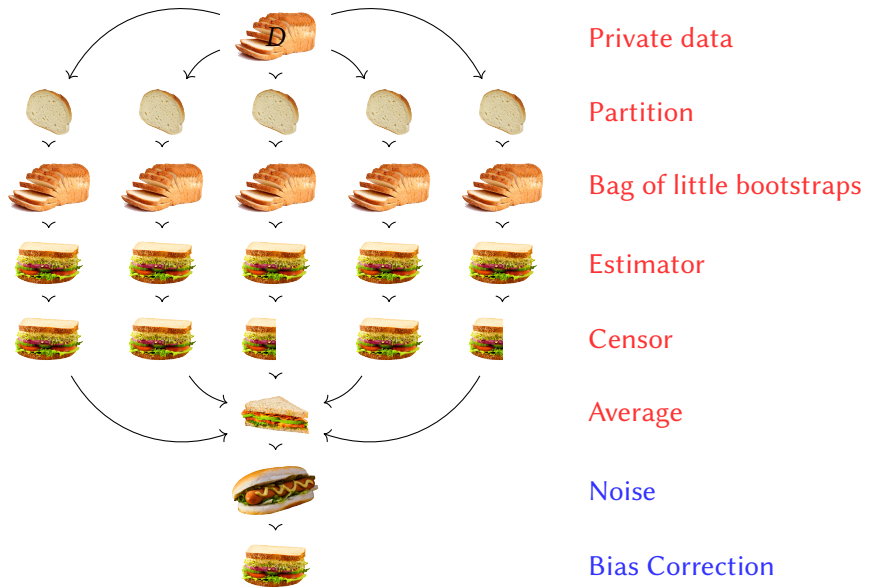 D
Private data
Partition
Bag of little bootstraps
Estimator
Censor
Average
Noise
Bias Correction